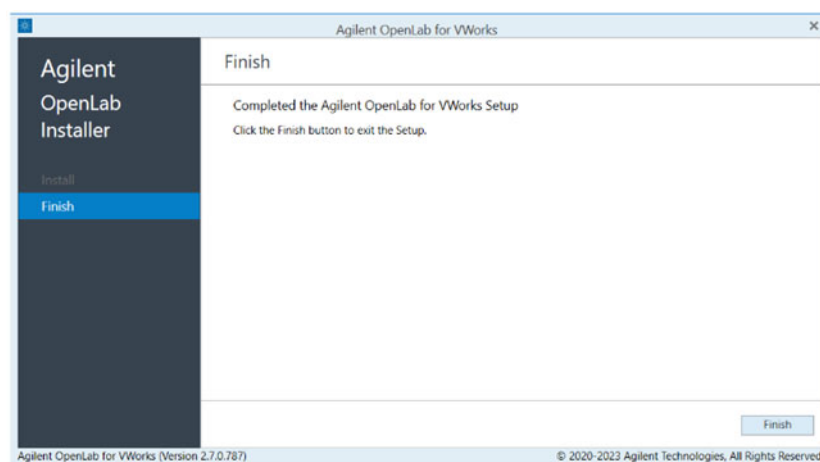 Agilent OpenLab for VWorks
Agilent
OpenLab
Installer
Install
Finish
Finish
Completed the Agilent OpenLab for VWorks Setup
Click the Finish button to exit the Setup.
Finish
Agilent OpenLab for VWorks (Version 2.7.0.787)
© 2020-2023 Agilent Technologies, All Rights Reserved